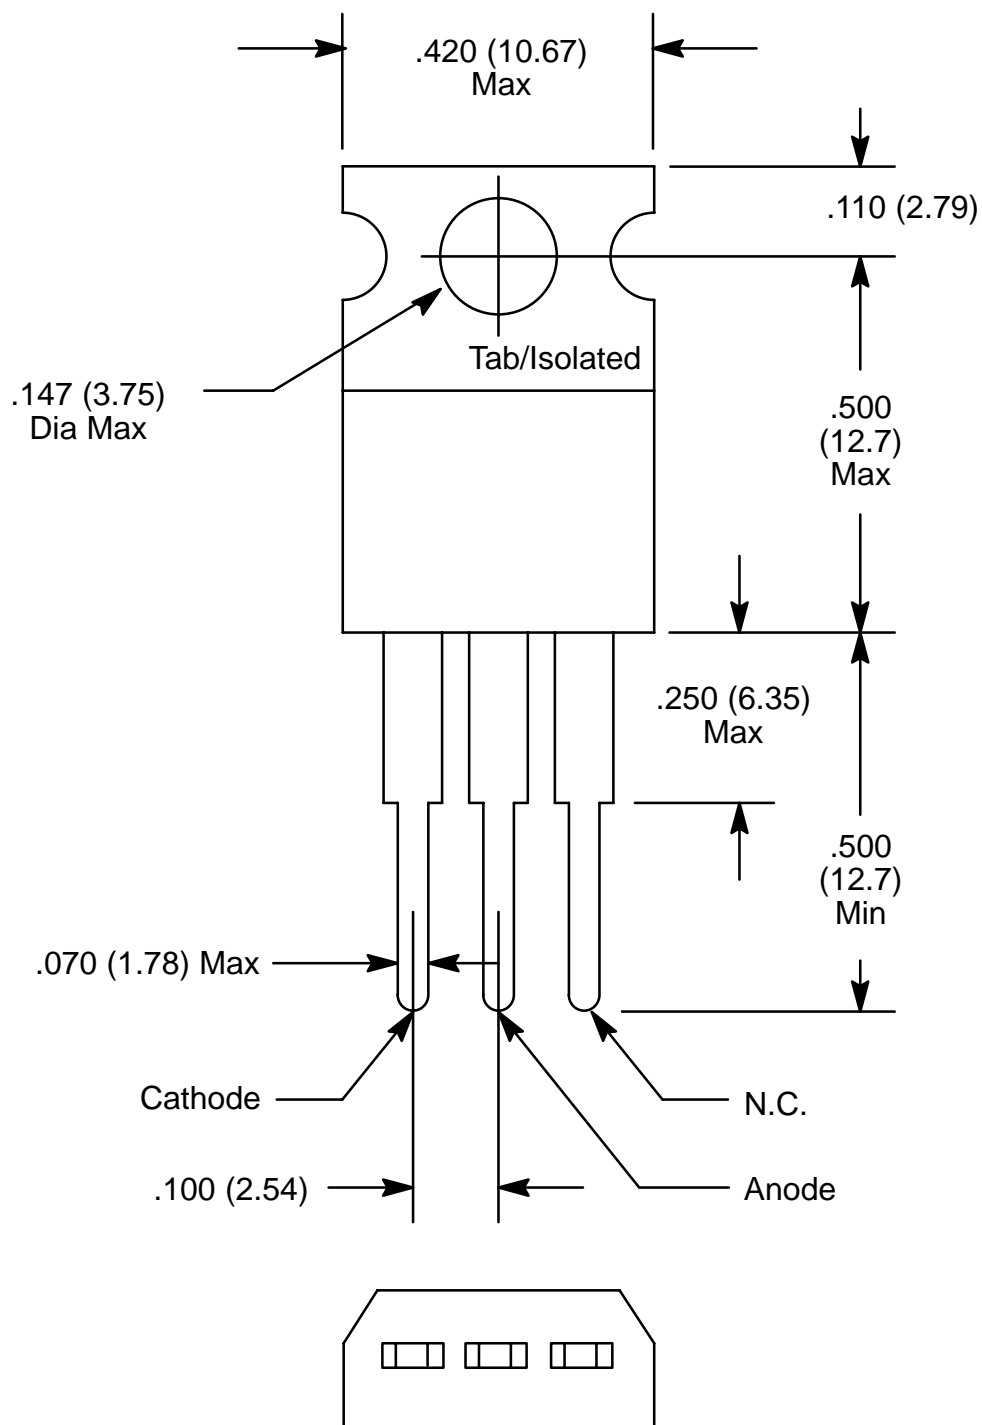 .420 (10.67)
Max
.110 (2.79)
Tab/Isolated
.147 (3.75)
Dia Max
.500
(12.7)
Max
.250 (6.35)
Max
.500
(12.7)
Min
.070 (1.78) Max
Cathode
N.C.
.100 (2.54)
Anode